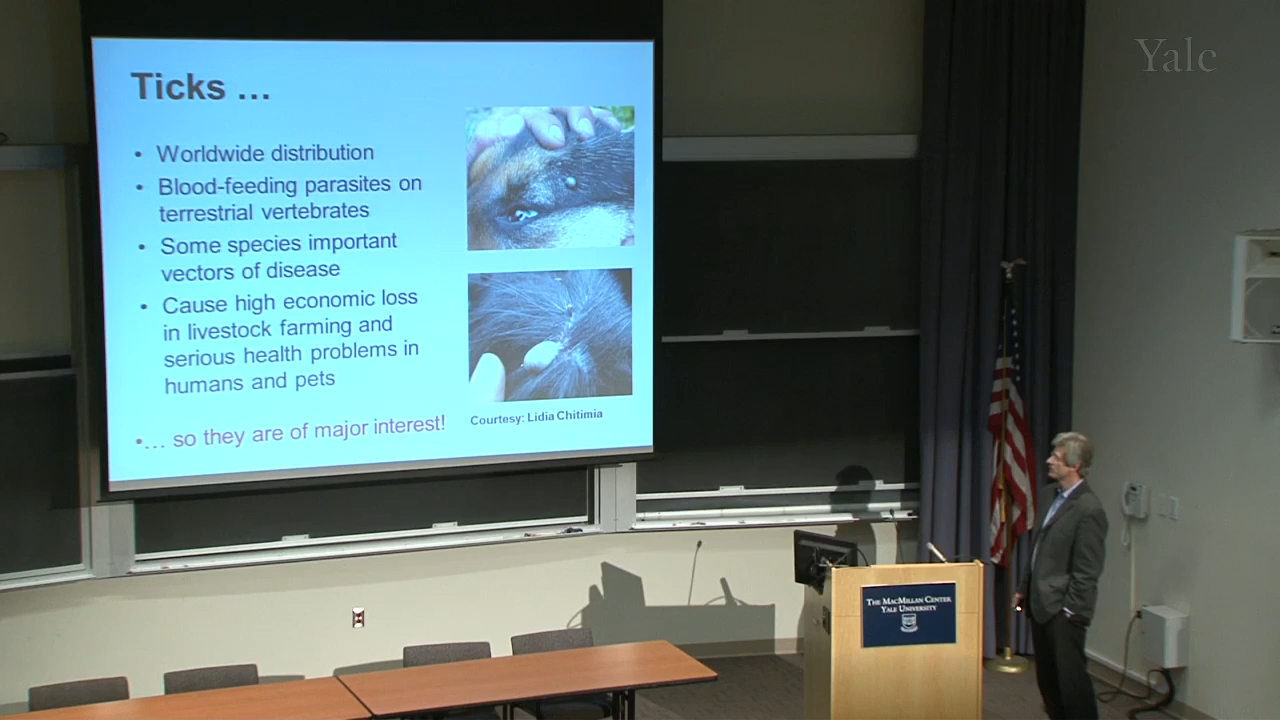 Yale
Ticks …
• Worldwide distribution
• Blood-feeding parasites on
terrestrial vertebrates
• Some species important
vectors of disease
• Cause high economic loss
in livestock farming and
serious health problems in
humans and pets
•… so they are of major interest!
Courtesy: Lidia Chitimia
THE MACMILLAN CENTER
YALE UNIVERSITY